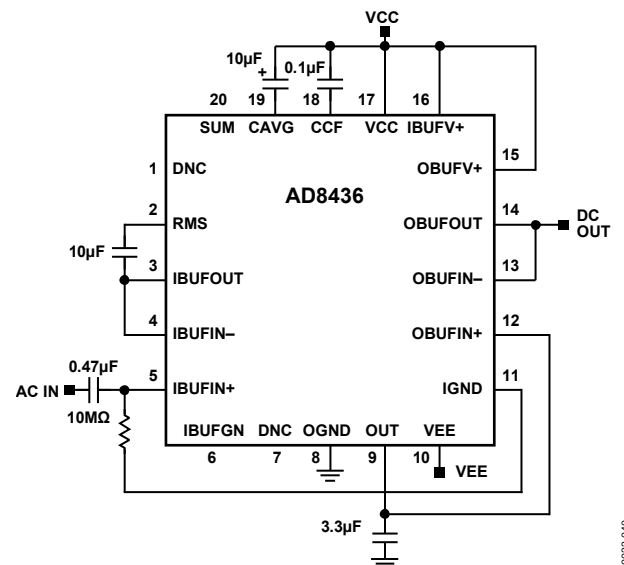 VCC
10µF
+
0.1µF
20
19
18
17
16
SUM
CAVG
CCF
VCC
IBUFV+
15
OBUFV+
1
DNC
AD8436
2
RMS
14
OBUFOUT
DC
OUT
10µF
3
IBUFOUT
13
OBUFIN–
4
IBUFIN–
12
OBUFIN+
0.47µF
AC IN
5
IBUFIN+
11
IGND
10MΩ
IBUFGN
DNC
OGND
OUT
VEE
6
7
8
9
10
VEE
3.3µF